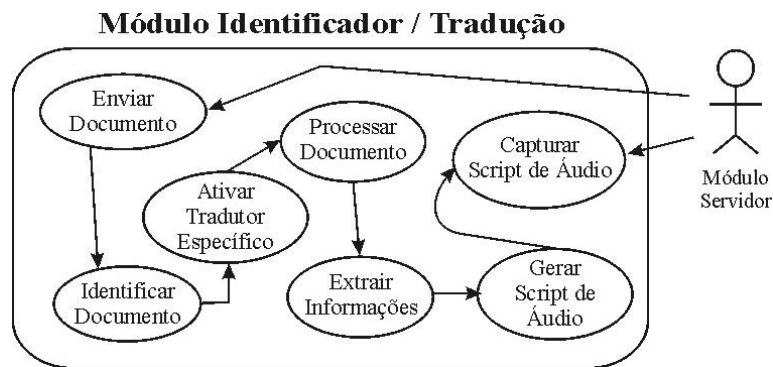 Módulo Identificador / Tradução
Enviar
Documento
Identificar
Documento
Ativar
Tradutor
Específico
Processar
Documento
Extrair
Informações
Gerar
Script de
Áudio
Capturar
Script de Áudio
Módulo
Servidor